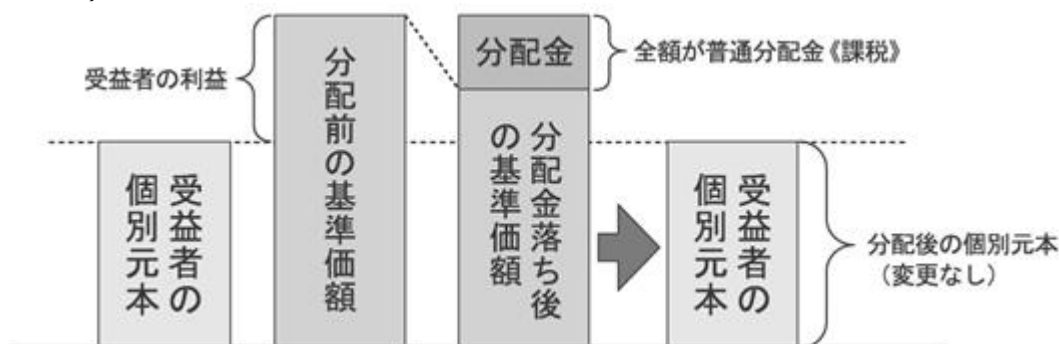 受益者の利益
受益者の
個別元本
分配前の基準価額
分配金
全額が普通分配金《課税》
分配金落ち後
の基準価額
受益者の
個別元本
分配後の個別元本
（変更なし）